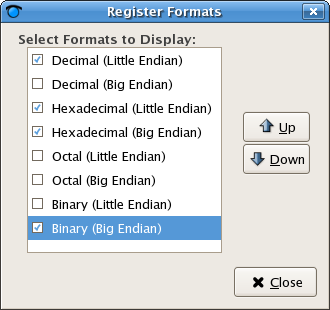 Register Formats
Select Formats to Display:
Decimal (Little Endian)
Decimal (Big Endian)
Hexadecimal (Little Endian)
Hexadecimal (Big Endian)
Octal (Little Endian)
Octal (Big Endian)
Binary (Little Endian)
Binary (Big Endian)
Up
Down
Close